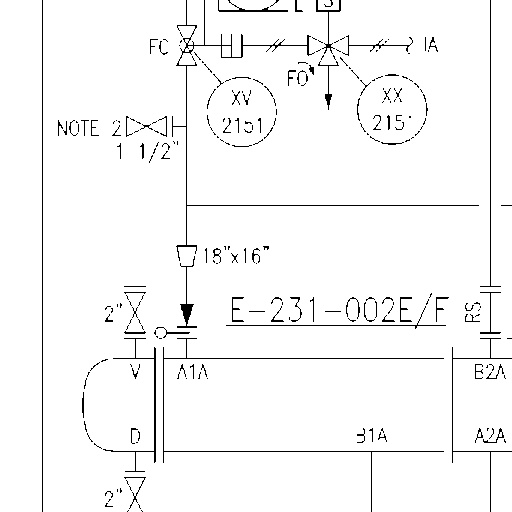 S
FC
IA
FO
XV
2151
XX
2151
NOTE 2
1 1/2"
18"x16"
2"
E-231-002E/F
RS
V
A1A
B2A
D
B1A
A2A
2"